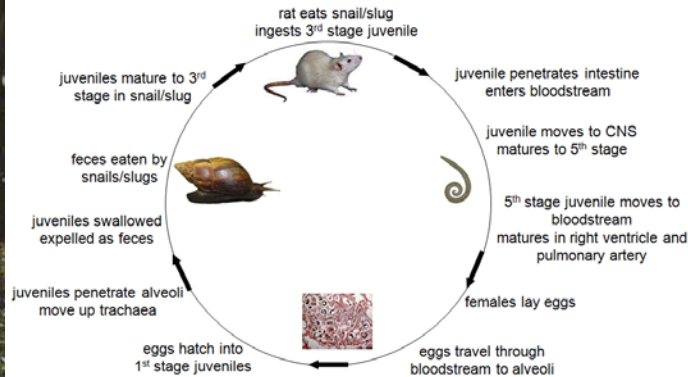 rat eats snail/slug
ingests 3rd stage juvenile
juvenile penetrates intestine
enters bloodstream
juvenile moves to CNS
matures to 5th stage
5th stage juvenile moves to
bloodstream
matures in right ventricle and
pulmonary artery
females lay eggs
eggs travel through
bloodstream to alveoli
eggs hatch into
1st stage juveniles
juveniles penetrate alveoli
move up trachaea
juveniles swallowed
expelled as feces
feces eaten by
snails/slugs
juveniles mature to 3rd
stage in snail/slug